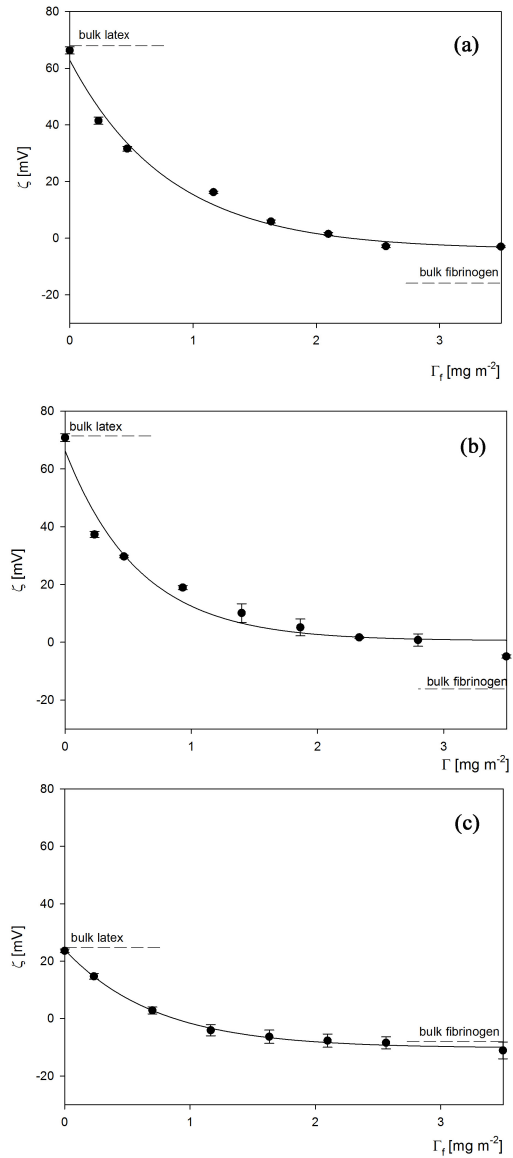 bulk latex
(a)
80
60
40
20
0
-20
ζ [mV]
bulk fibrinogen
0 1 2 3
Γf [mg m-2]
80
bulk latex
(b)
60
40
20
0
-20
ζ [mV]
bulk fibrinogen
0 1 2 3
Γ [mg m-2]
80
(c)
60
40
20
0
-20
ζ [mV]
bulk latex
bulk fibrinogen
0 1 2 3
Γf [mg m-2]